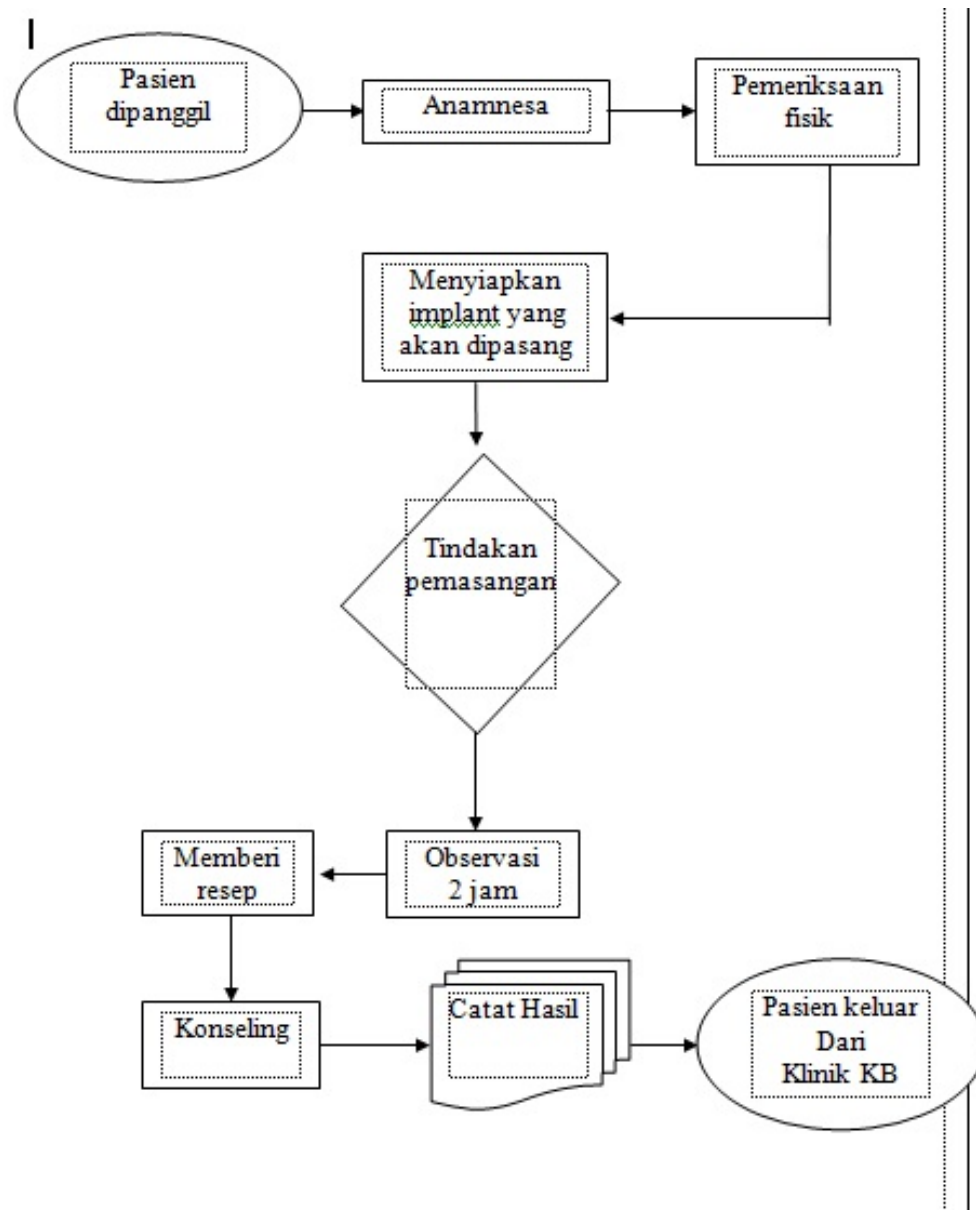 Pasien
dipanggil
Anamnesa
Pemeriksaan
fisik
Menyiapkan
implant yang
akan dipasang
Tindakan
pemasangan
Observasi
2 jam
Memberi
resep
Konseling
Catat Hasil
Pasien keluar
Dari
Klinik KB